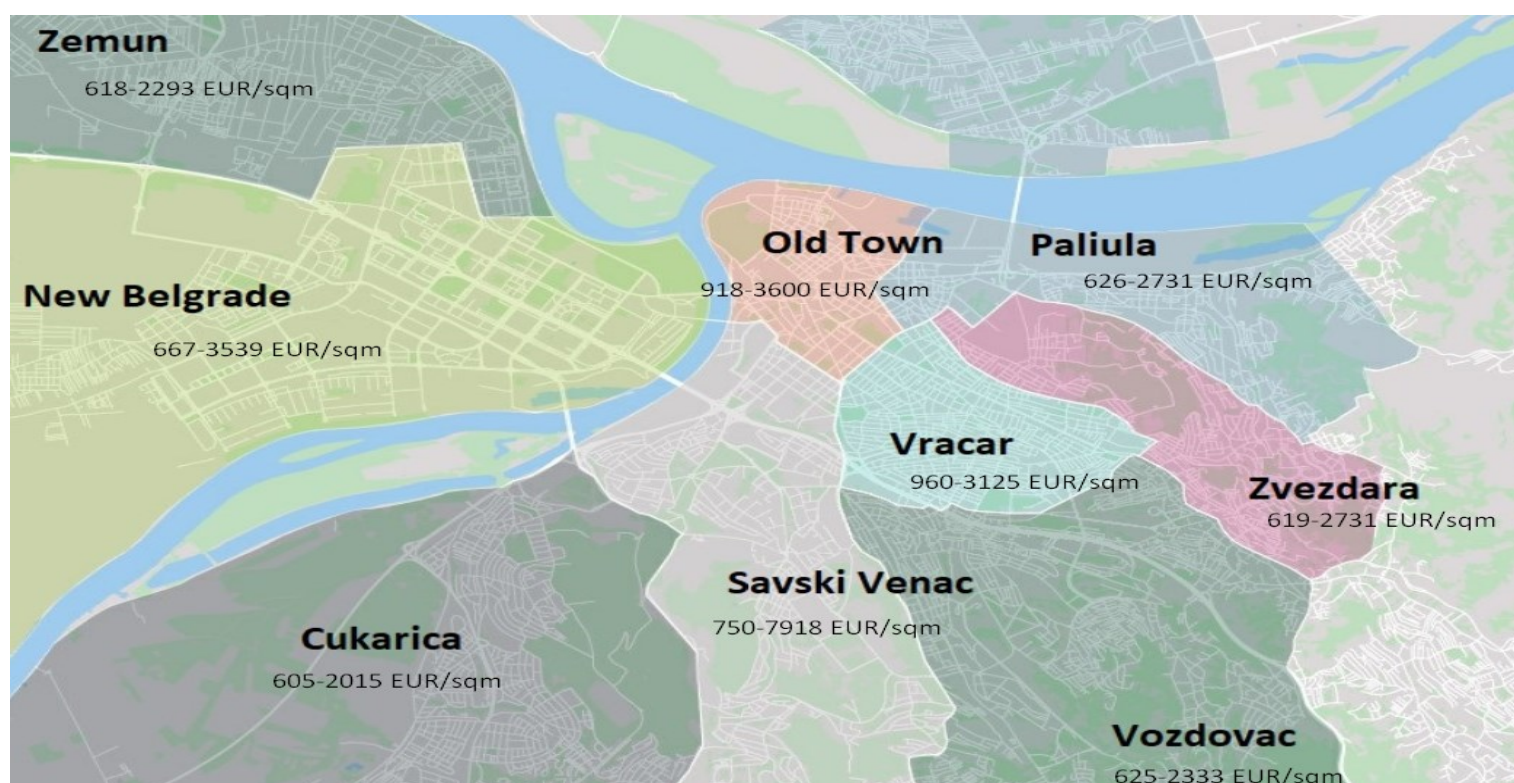 Zemun
618-2293 EUR/sqm
Old Town
918-3600 EUR/sqm
Paliula
626-2731 EUR/sqm
New Belgrade
667-3539 EUR/sqm
Vracar
960-3125 EUR/sqm
Zvezdara
619-2731 EUR/sqm
Savski Venac
750-7918 EUR/sqm
Cukarica
605-2015 EUR/sqm
Vozdovac
625-2333 EUR/sqm